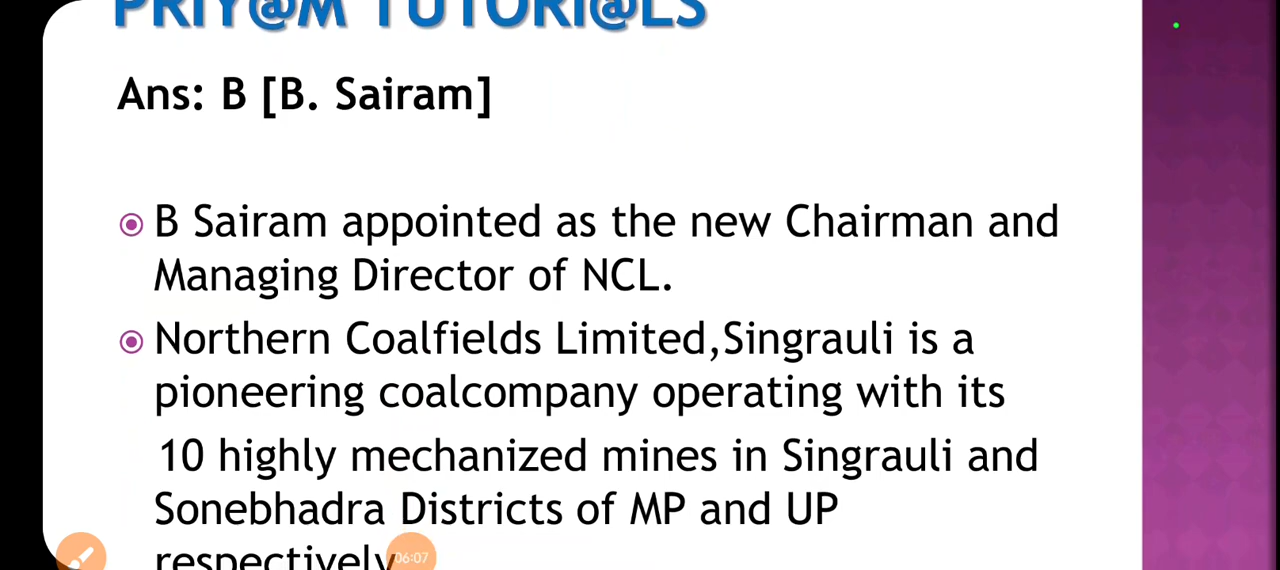 PRIY@M TUTORI@LS
Ans: B [B. Sairam]
B Sairam appointed as the new Chairman and
Managing Director of NCL.
Northern Coalfields Limited,Singrauli is a
pioneering coalcompany operating with its
10 highly mechanized mines in Singrauli and
Sonebhadra Districts of MP and UP
respectively
06:07